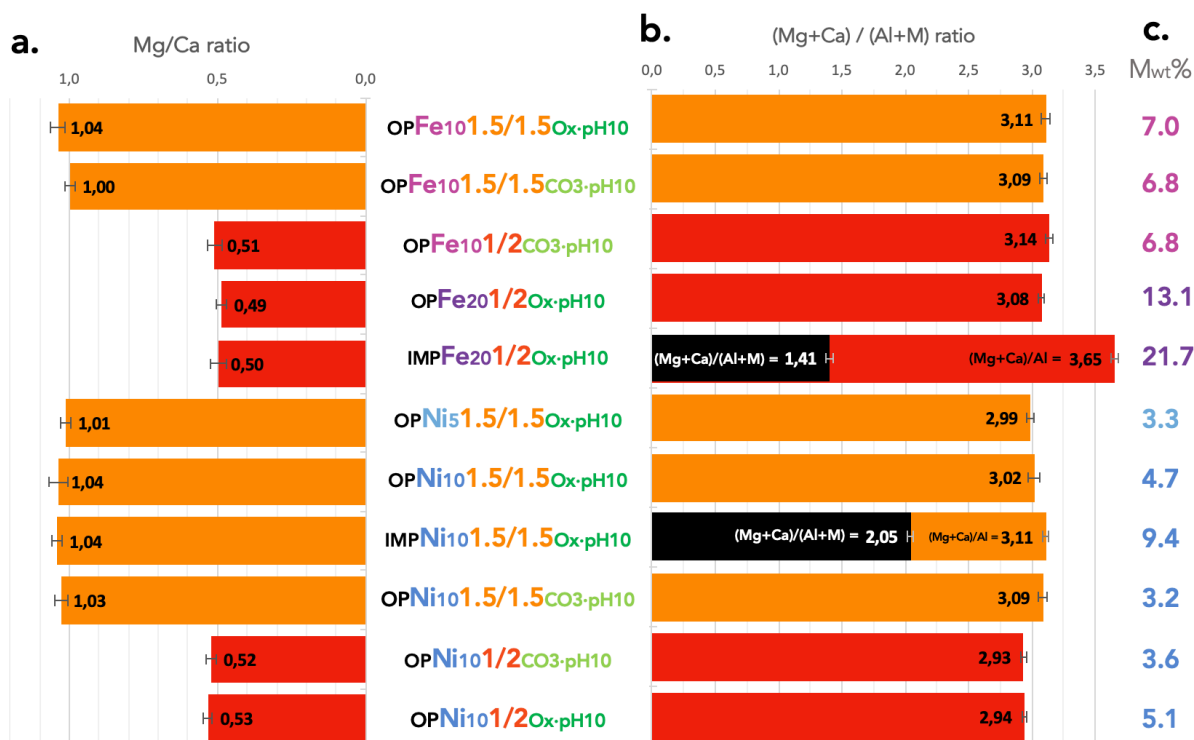 a.
Mg/Ca ratio
1,0 0,5 0,0
b.
(Mg+Ca) / (Al+M) ratio
0,0 0,5 1,0 1,5 2,0 2,5 3,0 3,5
c.
Mwt%
1,04 OPFe101.5/1.5Ox·pH10 3,11 7.0
1,00 OPFe101.5/1.5CO3·pH10 3,09 6.8
0,51 OPFe101/2CO3·pH10 3,14 6.8
0,49 OPFe201/2Ox·pH10 3,08 13.1
0,50 IMPFe201/2Ox·pH10 (Mg+Ca)/(Al+M) = 1,41 (Mg+Ca)/Al = 3,65 21.7
1,01 OPNi51.5/1.5Ox·pH10 2,99 3.3
1,04 OPNi101.5/1.5Ox·pH10 3,02 4.7
1,04 IMPNi101.5/1.5Ox·pH10 (Mg+Ca)/(Al+M) = 2,05 (Mg+Ca)/Al = 3,11 9.4
1,03 OPNi101.5/1.5CO3·pH10 3,09 3.2
0,52 OPNi101/2CO3·pH10 2,93 3.6
0,53 OPNi101/2Ox·pH10 2,94 5.1